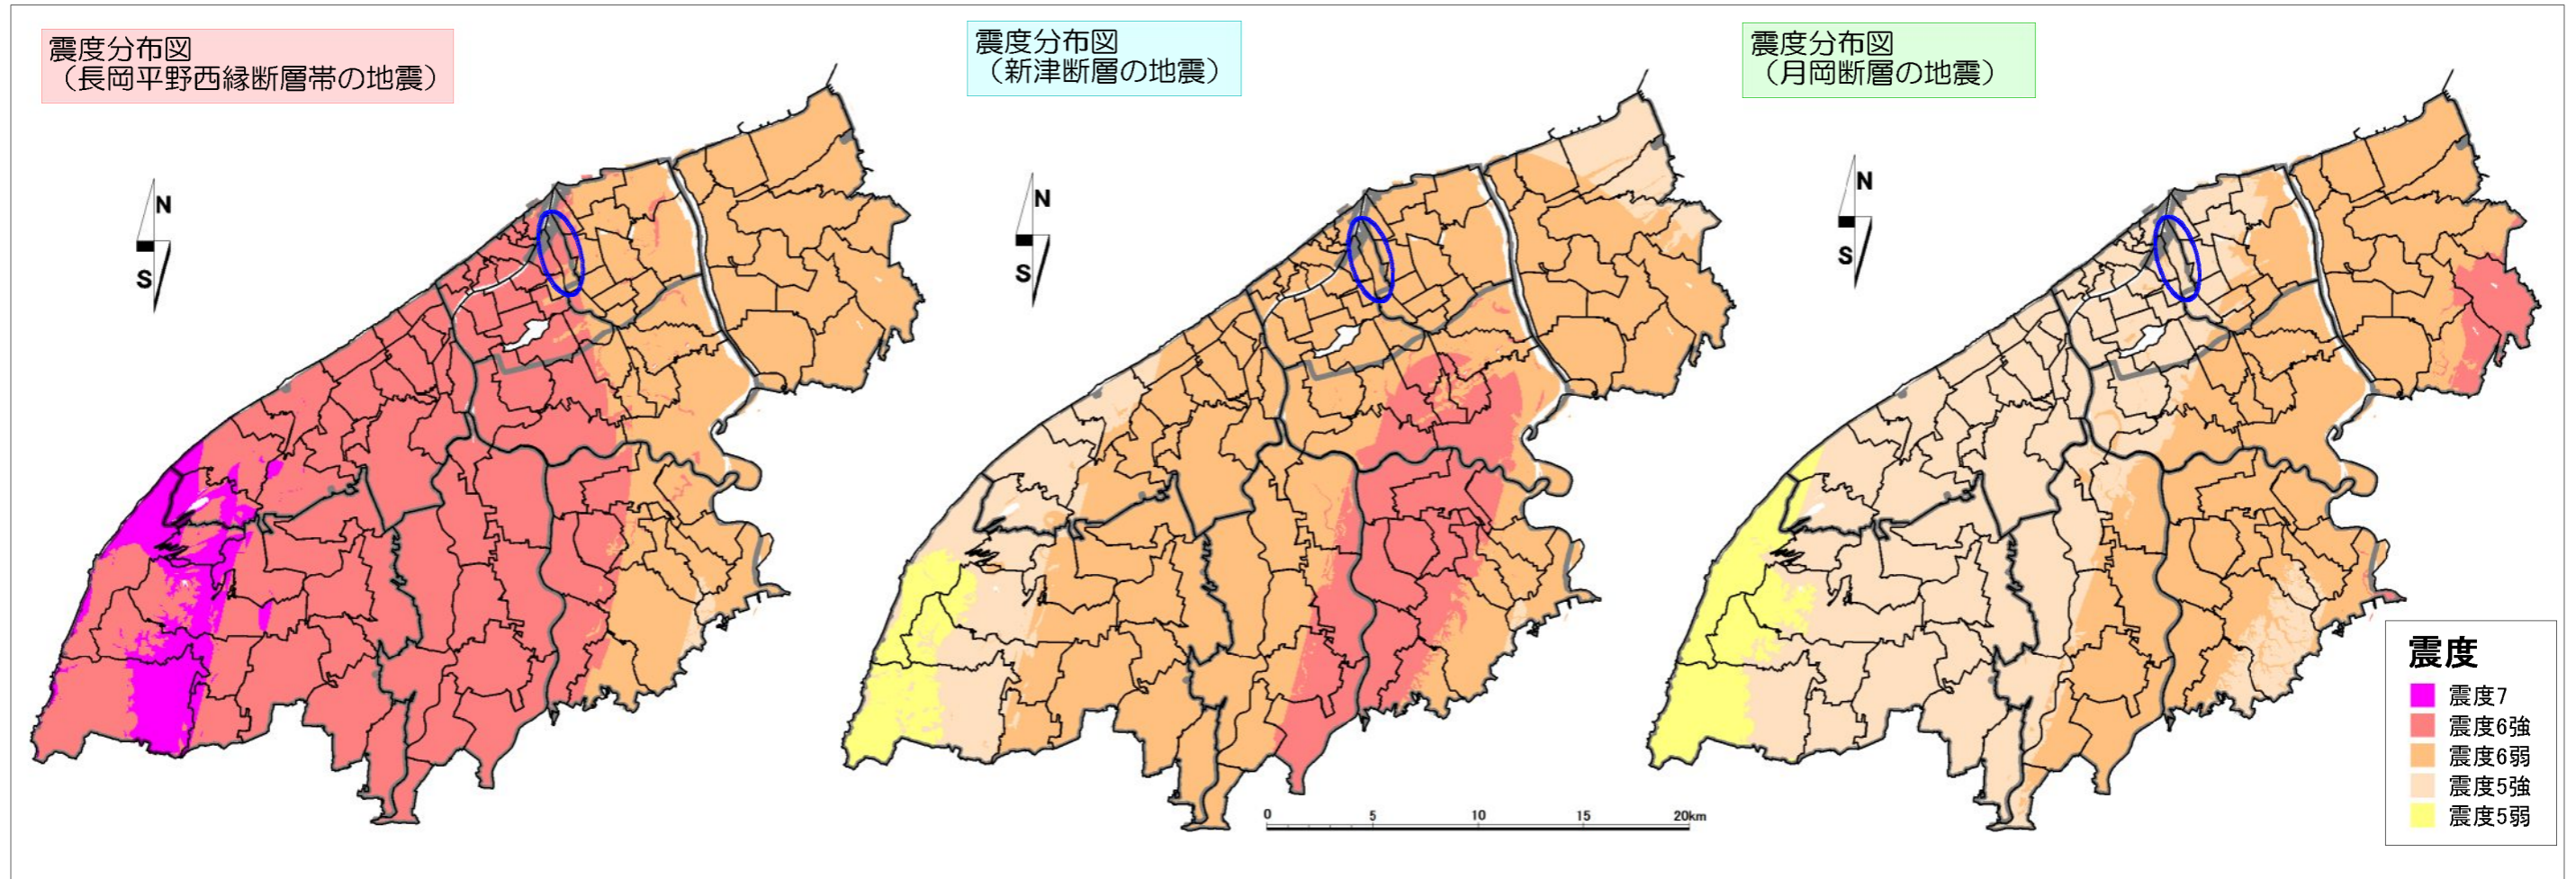 震度分布図
（長岡平野西縁断層帯の地震）
震度分布図
（新津断層の地震）
震度分布図
（月岡断層の地震）
N
S
N
S
N
S
震度
震度7
震度6強
震度6弱
震度5強
震度5弱
0 5 10 15 20km